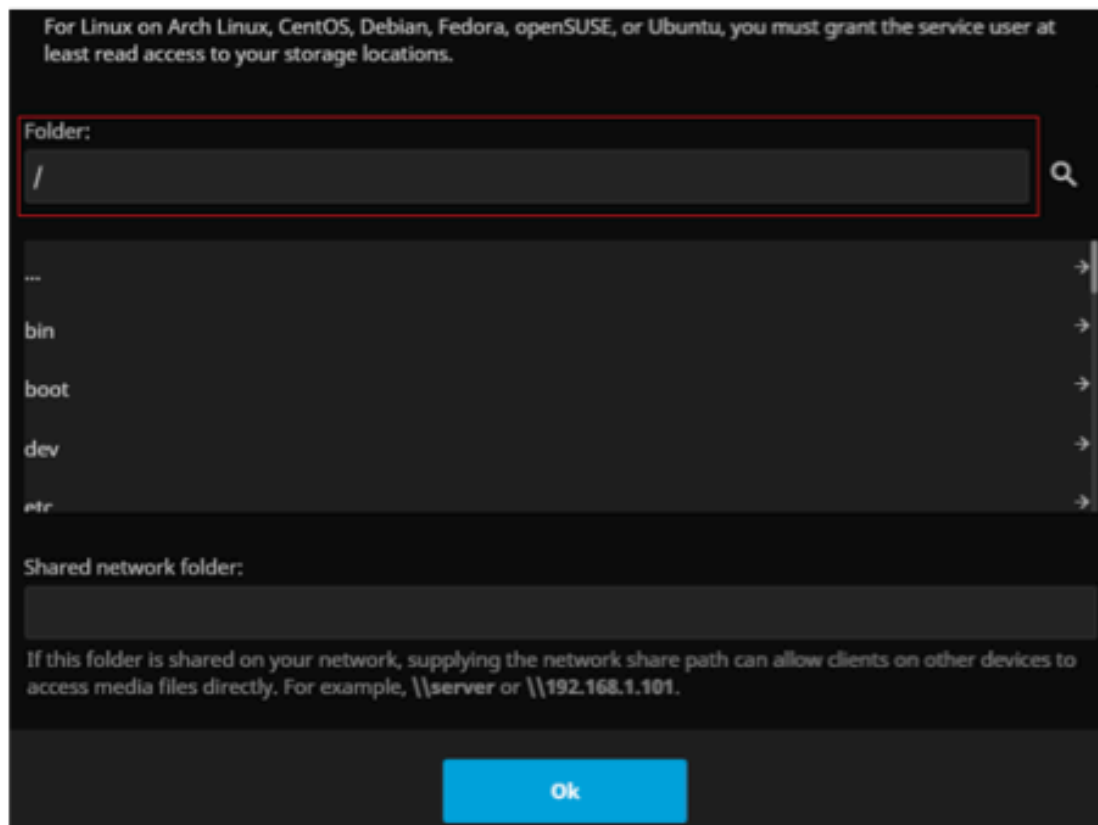 For Linux on Arch Linux, CentOS, Debian, Fedora, openSUSE, or Ubuntu, you must grant the service user at
least read access to your storage locations.
Folder:
/
...
bin
boot
dev
etc
Shared network folder:
If this folder is shared on your network, supplying the network share path can allow clients on other devices to
access media files directly. For example, \\server or \\192.168.1.101.
Ok